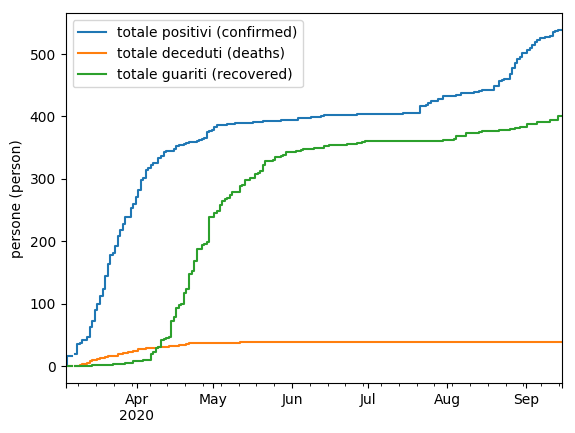 totale positivi (confirmed)
totale deceduti (deaths)
totale guariti (recovered)
persone (person)
500
400
300
200
100
0
Apr
2020
May
Jun
Jul
Aug
Sep